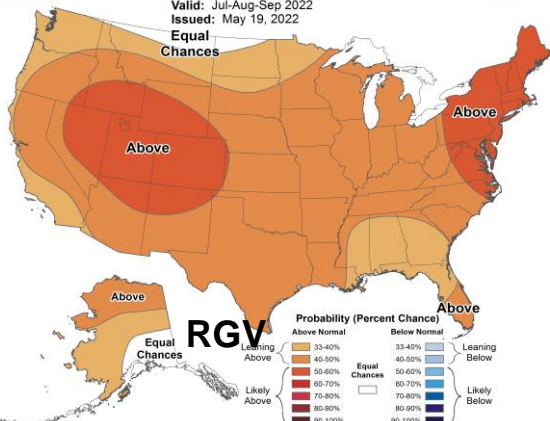 Valid: Jul-Aug-Sep 2022
Issued: May 19, 2022
Equal
Chances
Above
Above
Above
Above
Equal
Chances
RGV
Probability (Percent Chance)
Above Normal
Below Normal
Leaning
Above
33-40%
40-50%
50-60%
60-70%
70-80%
80-90%
90-100%
Likely
Above
Equal
Chances
33-40%
40-50%
50-60%
60-70%
70-80%
80-90%
90-100%
Leaning
Below
Likely
Below